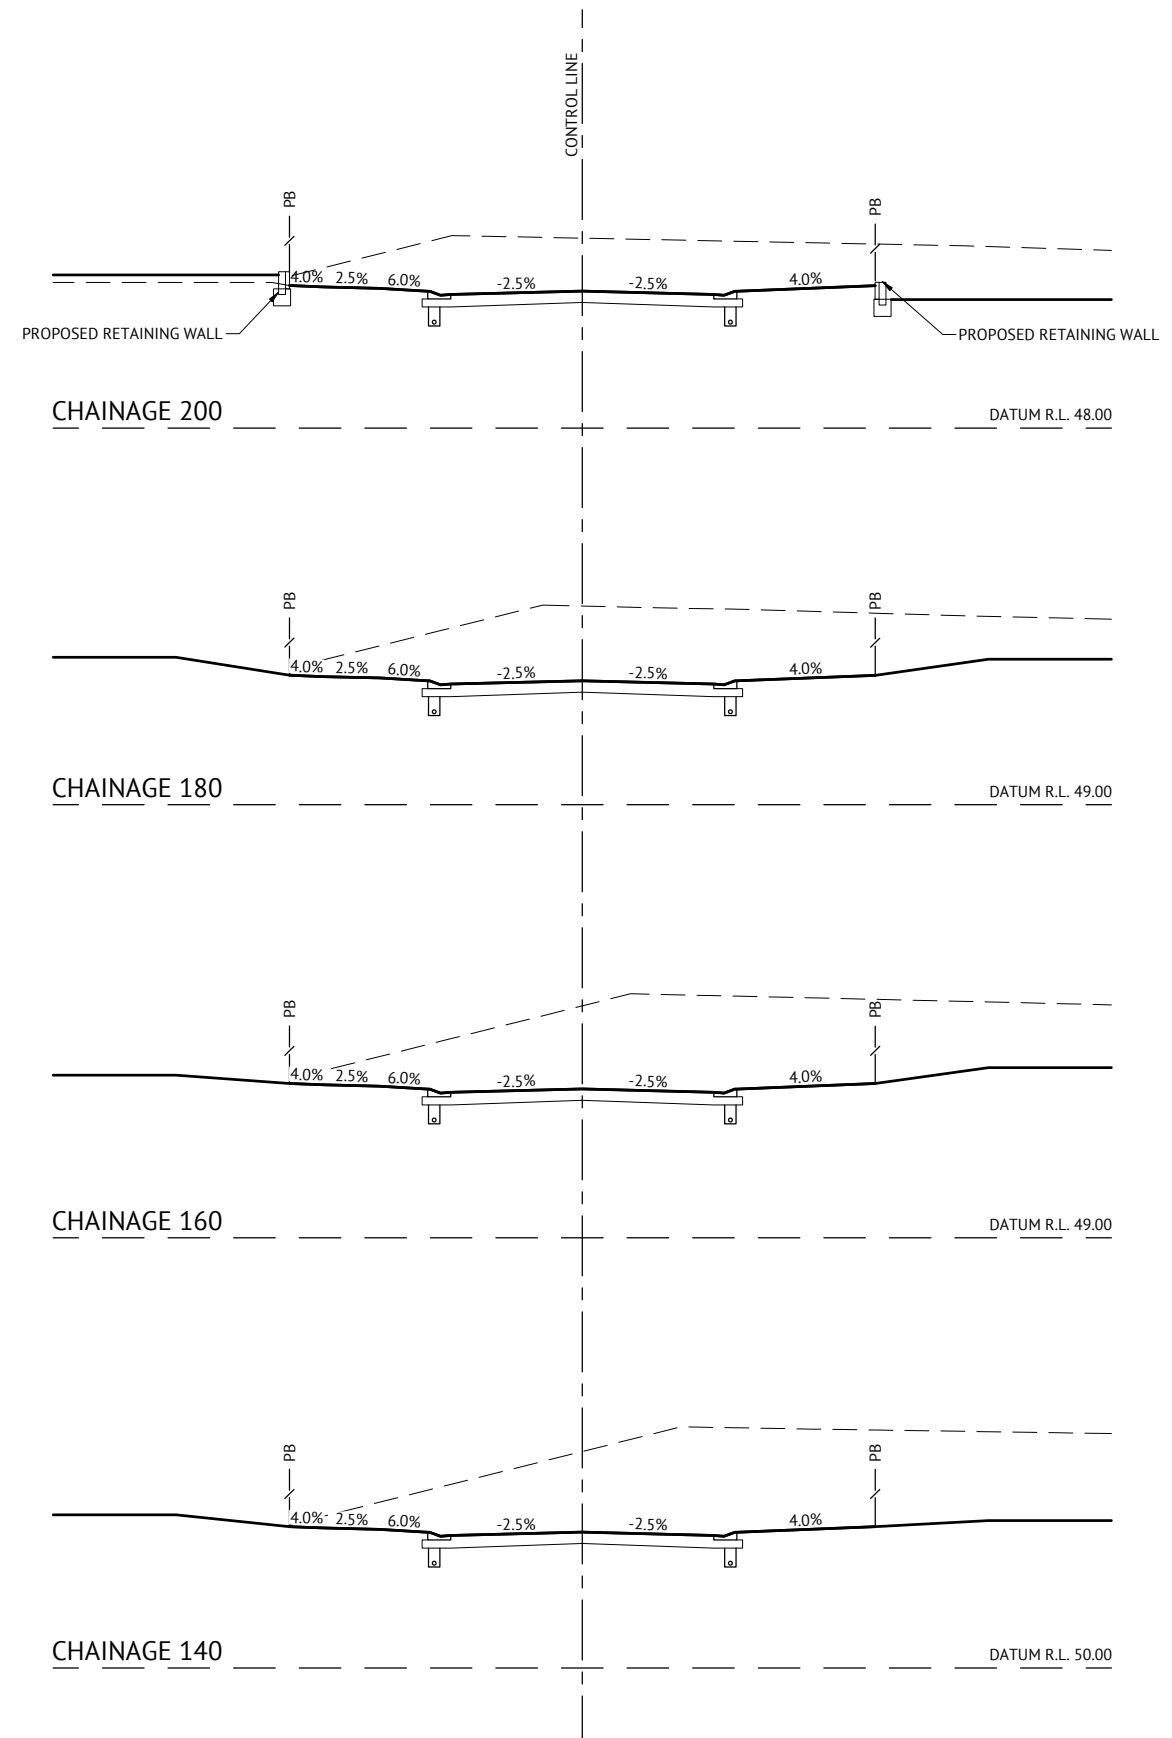 CONTROL LINE
PB
PB
4.0% 2.5% 6.0% -2.5% -2.5% 4.0%
PROPOSED RETAINING WALL
PROPOSED RETAINING WALL
CHAINAGE 200
DATUM R.L. 48.00
PB
PB
4.0% 2.5% 6.0% -2.5% -2.5% 4.0%
CHAINAGE 180
DATUM R.L. 49.00
PB
PB
4.0% 2.5% 6.0% -2.5% -2.5% 4.0%
CHAINAGE 160
DATUM R.L. 49.00
PB
PB
4.0% 2.5% 6.0% -2.5% -2.5% 4.0%
CHAINAGE 140
DATUM R.L. 50.00